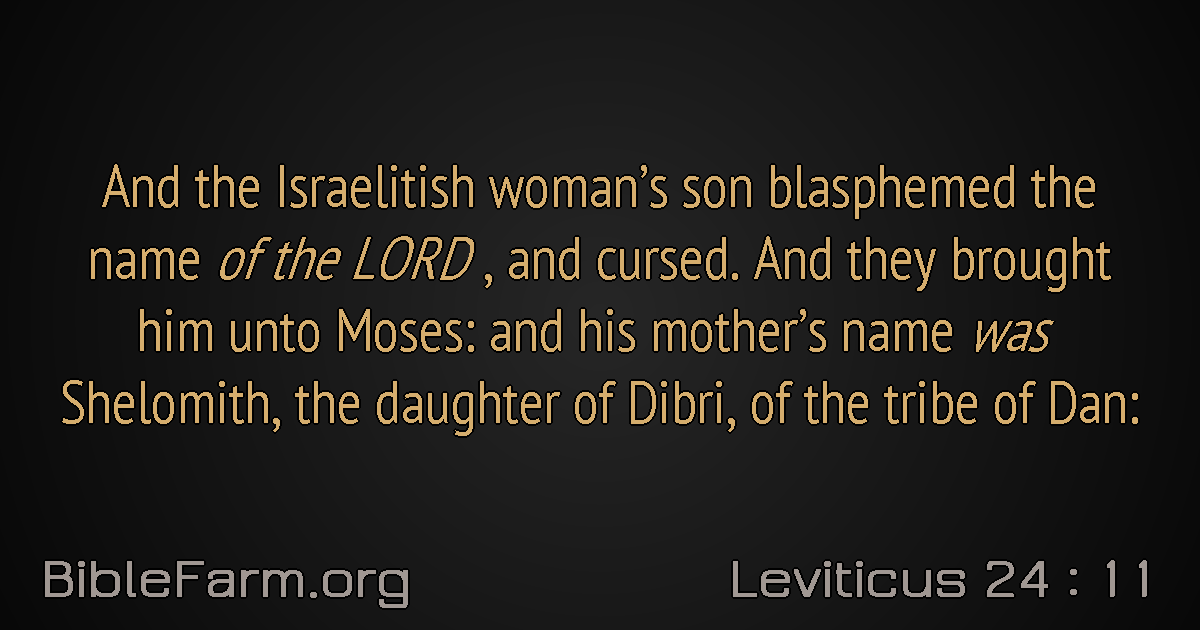 And the Israelitish woman’s son blasphemed the
name of the LORD , and cursed. And they brought
him unto Moses: and his mother’s name was
Shelomith, the daughter of Dibri, of the tribe of Dan:
BibleFarm.org
Leviticus 24 : 11